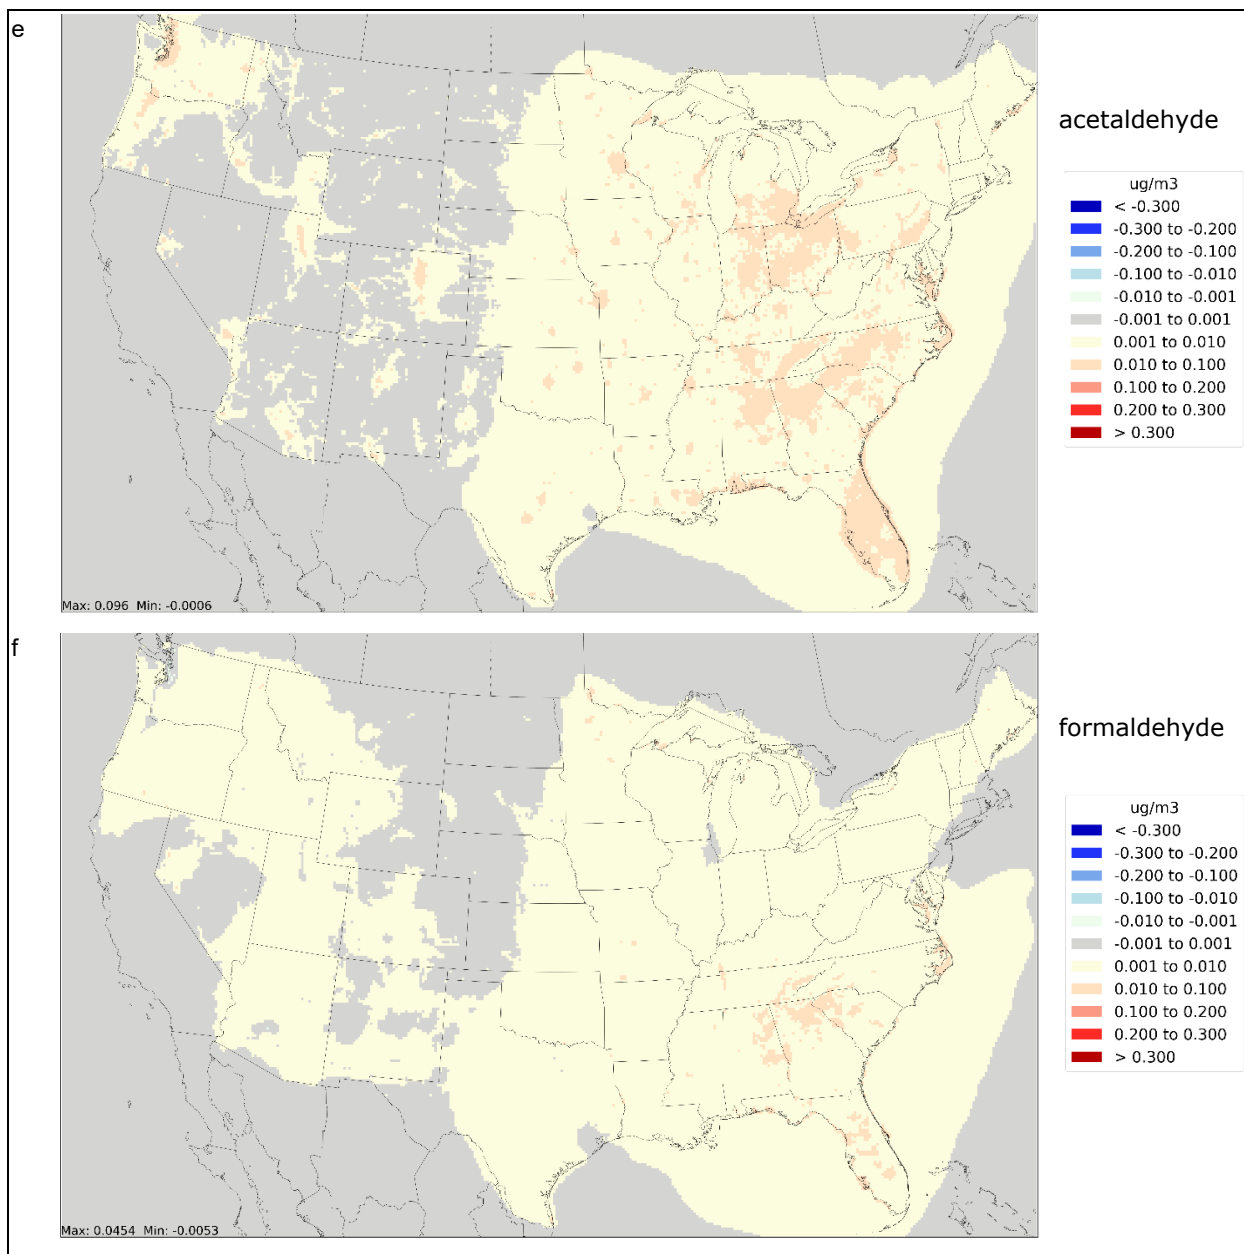 e
acetaldehyde
ug/m3
< -0.300
-0.300 to -0.200
-0.200 to -0.100
-0.100 to -0.010
-0.010 to -0.001
-0.001 to 0.001
0.001 to 0.010
0.010 to 0.100
0.100 to 0.200
0.200 to 0.300
> 0.300
Max: 0.096 Min: -0.0006
f
formaldehyde
ug/m3
< -0.300
-0.300 to -0.200
-0.200 to -0.100
-0.100 to -0.010
-0.010 to -0.001
-0.001 to 0.001
0.001 to 0.010
0.010 to 0.100
0.100 to 0.200
0.200 to 0.300
> 0.300
Max: 0.0454 Min: -0.0053